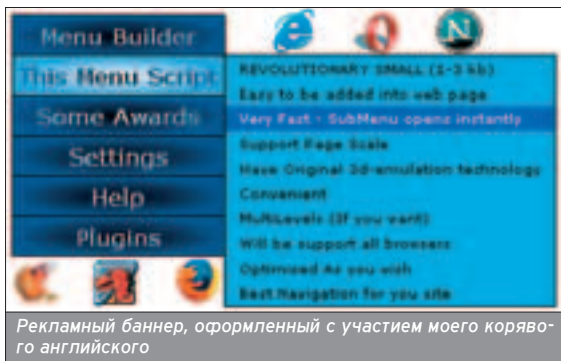 Menu Builder
This Menu Script
Some Awards
Settings
Help
Plugins
N
REVOLUTIONARY SMALL (1-3 kb)
Easy to be added into web page
Very Fast - SubMenu opens instantly
Support Page Scale
Have Original 3d-emulation technology
Convenient
MultiLevels (If you want)
Will be support all browsers
Optimised As you wish
Best Navigation for you site
Рекламный баннер, оформленный с участием моего коряво-
го английского